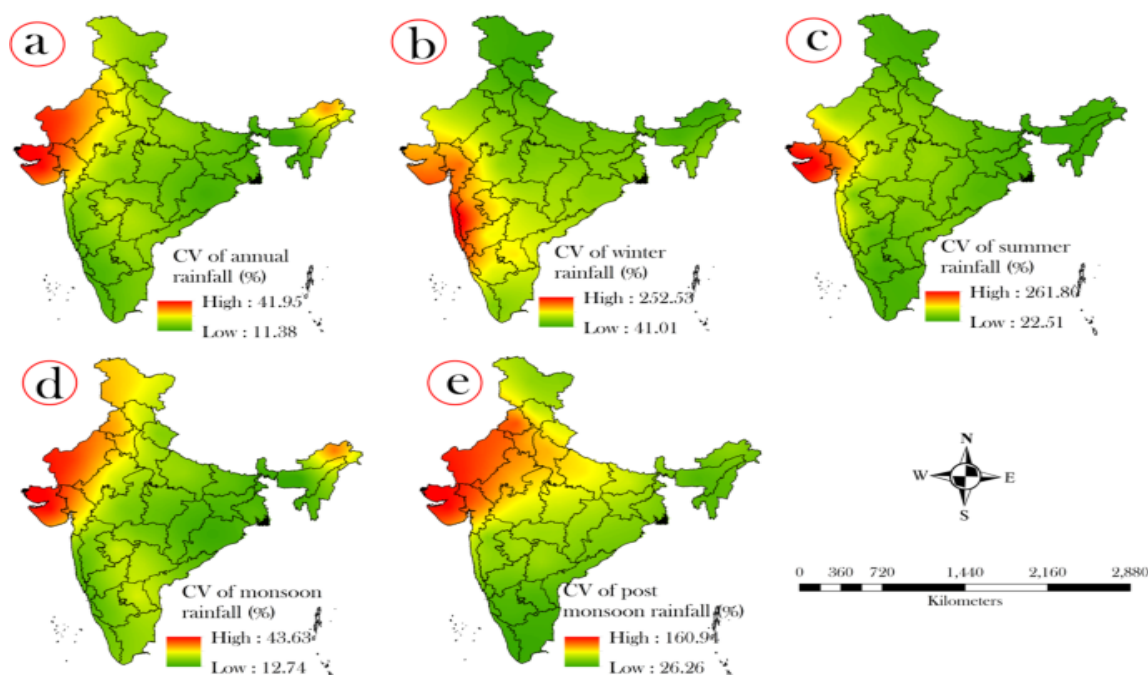 a
CV of annual
rainfall (%)
High : 41.95
Low : 11.38
b
CV of winter
rainfall (%)
High : 252.53
Low : 41.01
c
CV of summer
rainfall (%)
High : 261.86
Low : 22.51
d
CV of monsoon
rainfall (%)
High : 43.63
Low : 12.74
e
CV of post
monsoon rainfall (%)
High : 160.94
Low : 26.26
N
W E
S
0 360 720 1,440 2,160 2,880
Kilometers